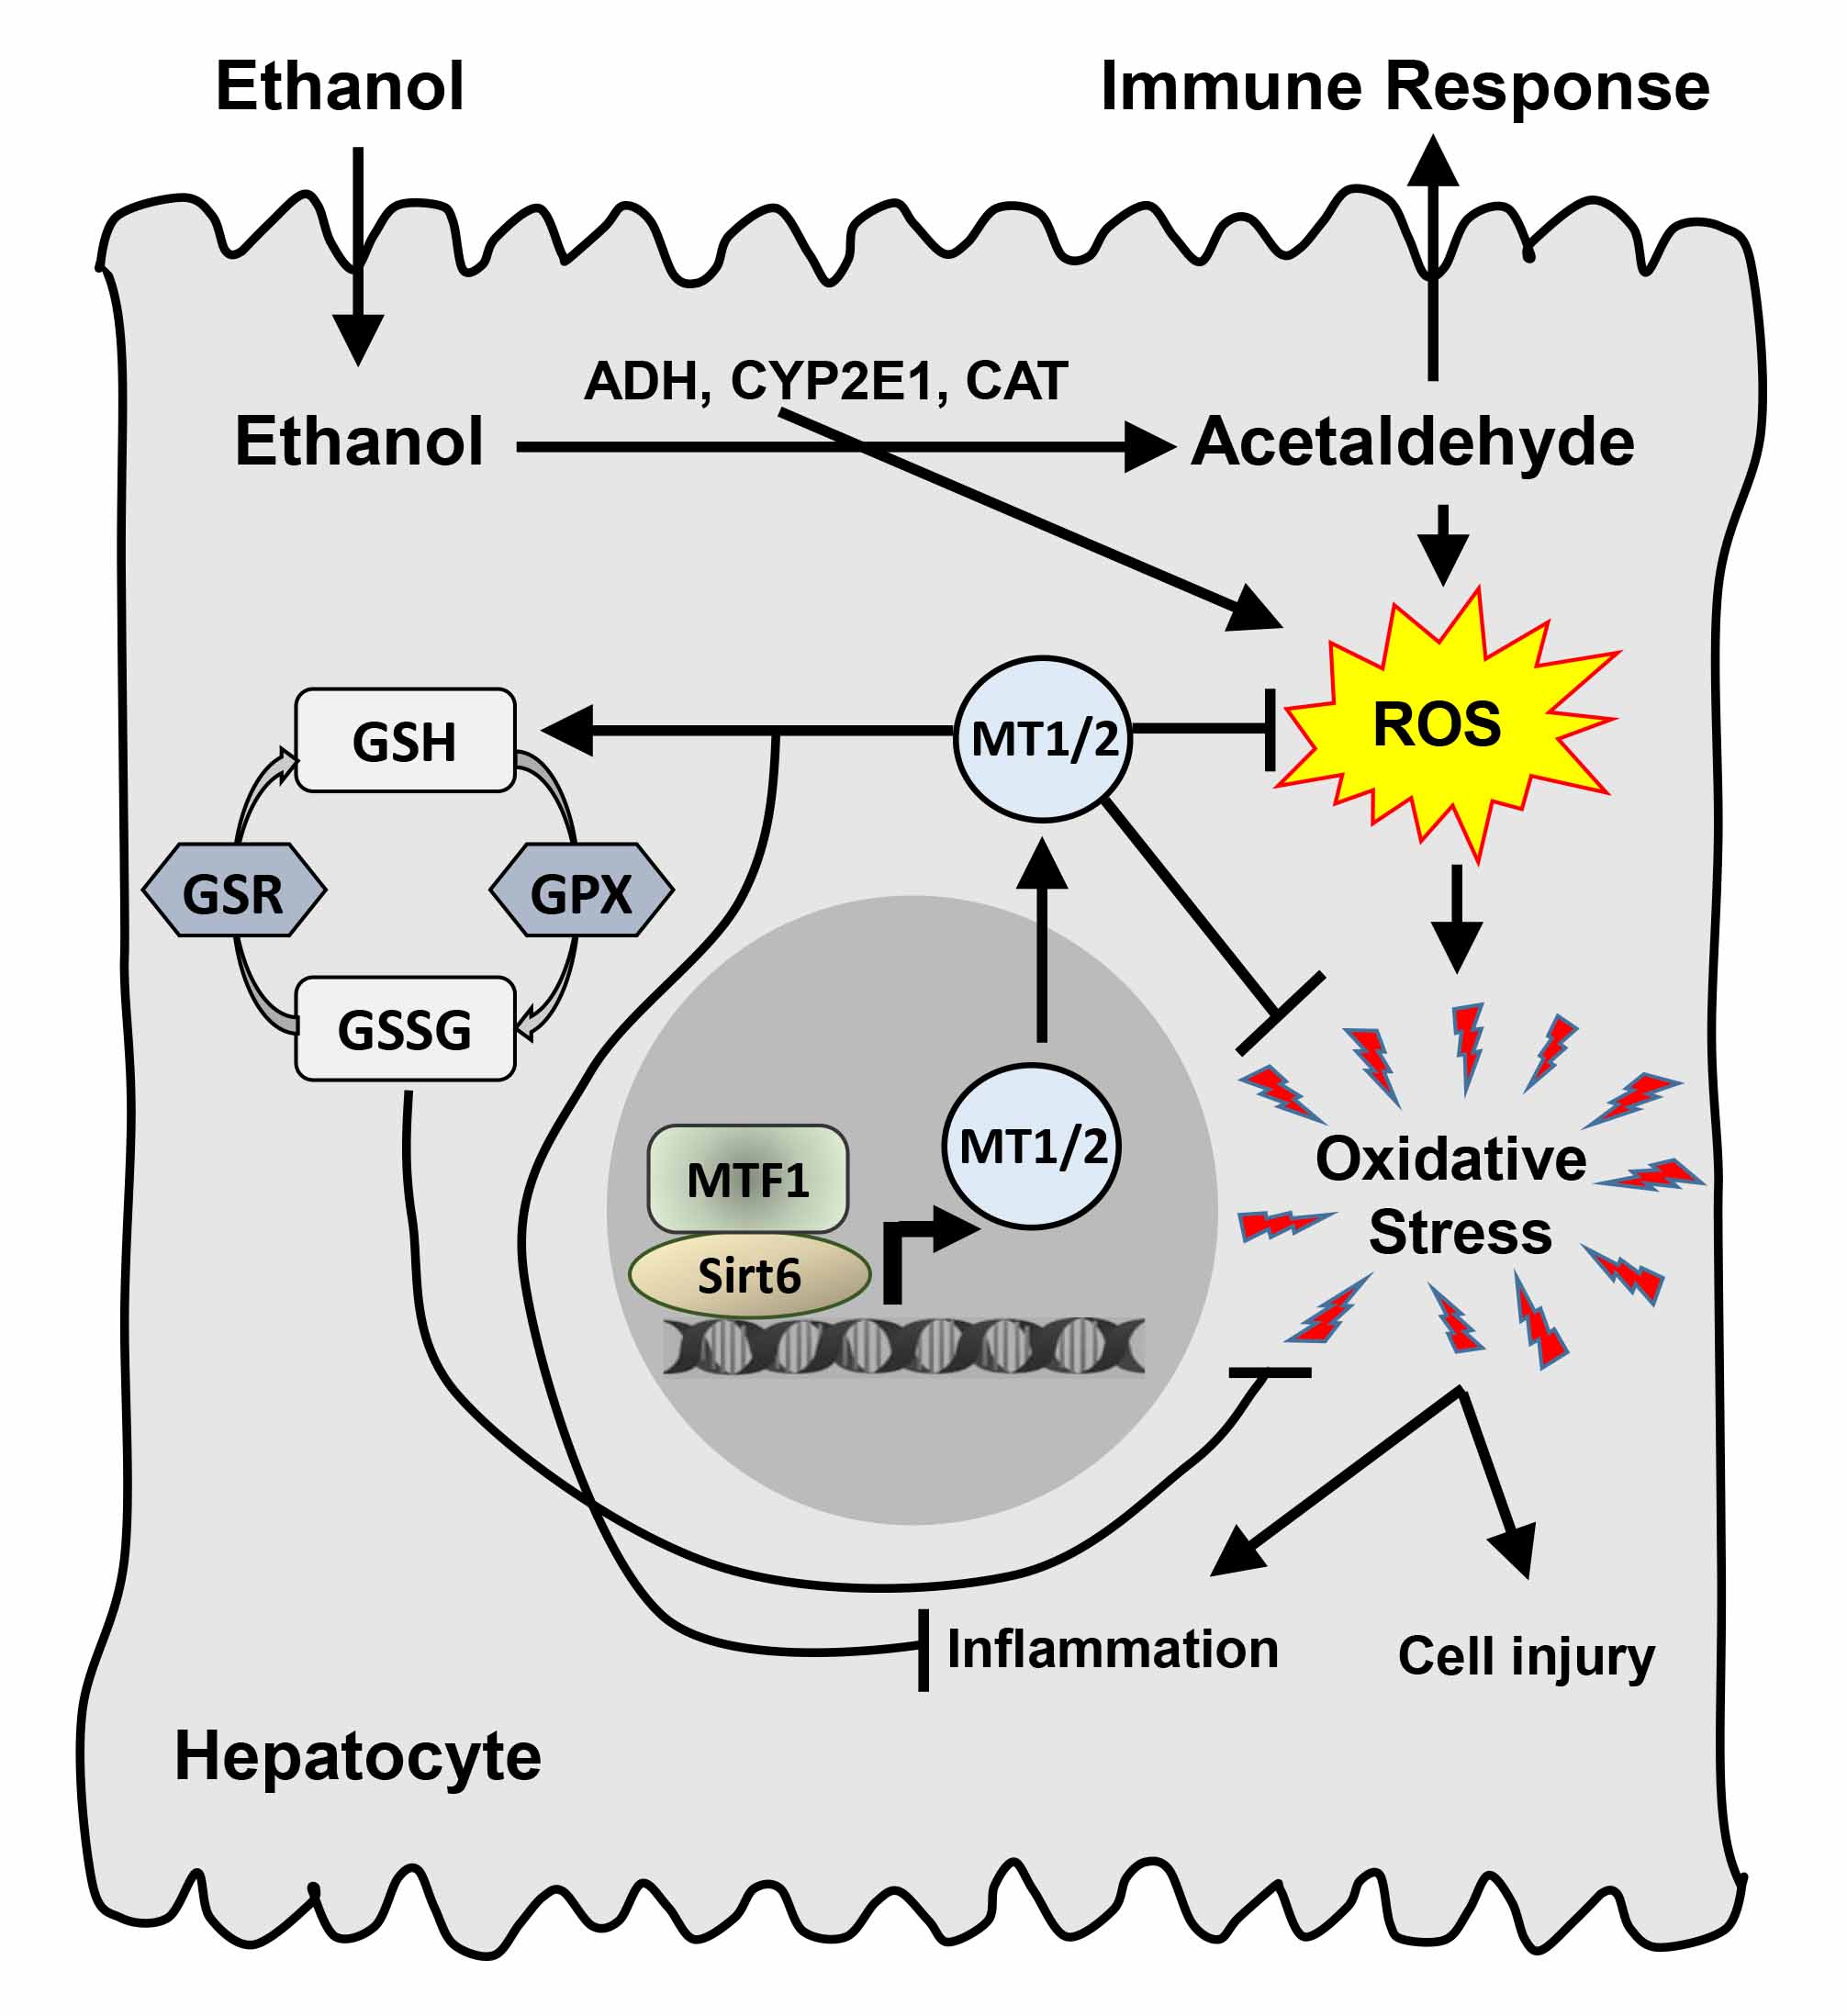 Ethanol
Immune Response
ADH, CYP2E1, CAT
Ethanol
Acetaldehyde
ROS
MT1/2
GSH
GSR
GPX
GSSG
MT1/2
MTF1
Sirt6
Oxidative
Stress
Inflammation
Cell injury
Hepatocyte